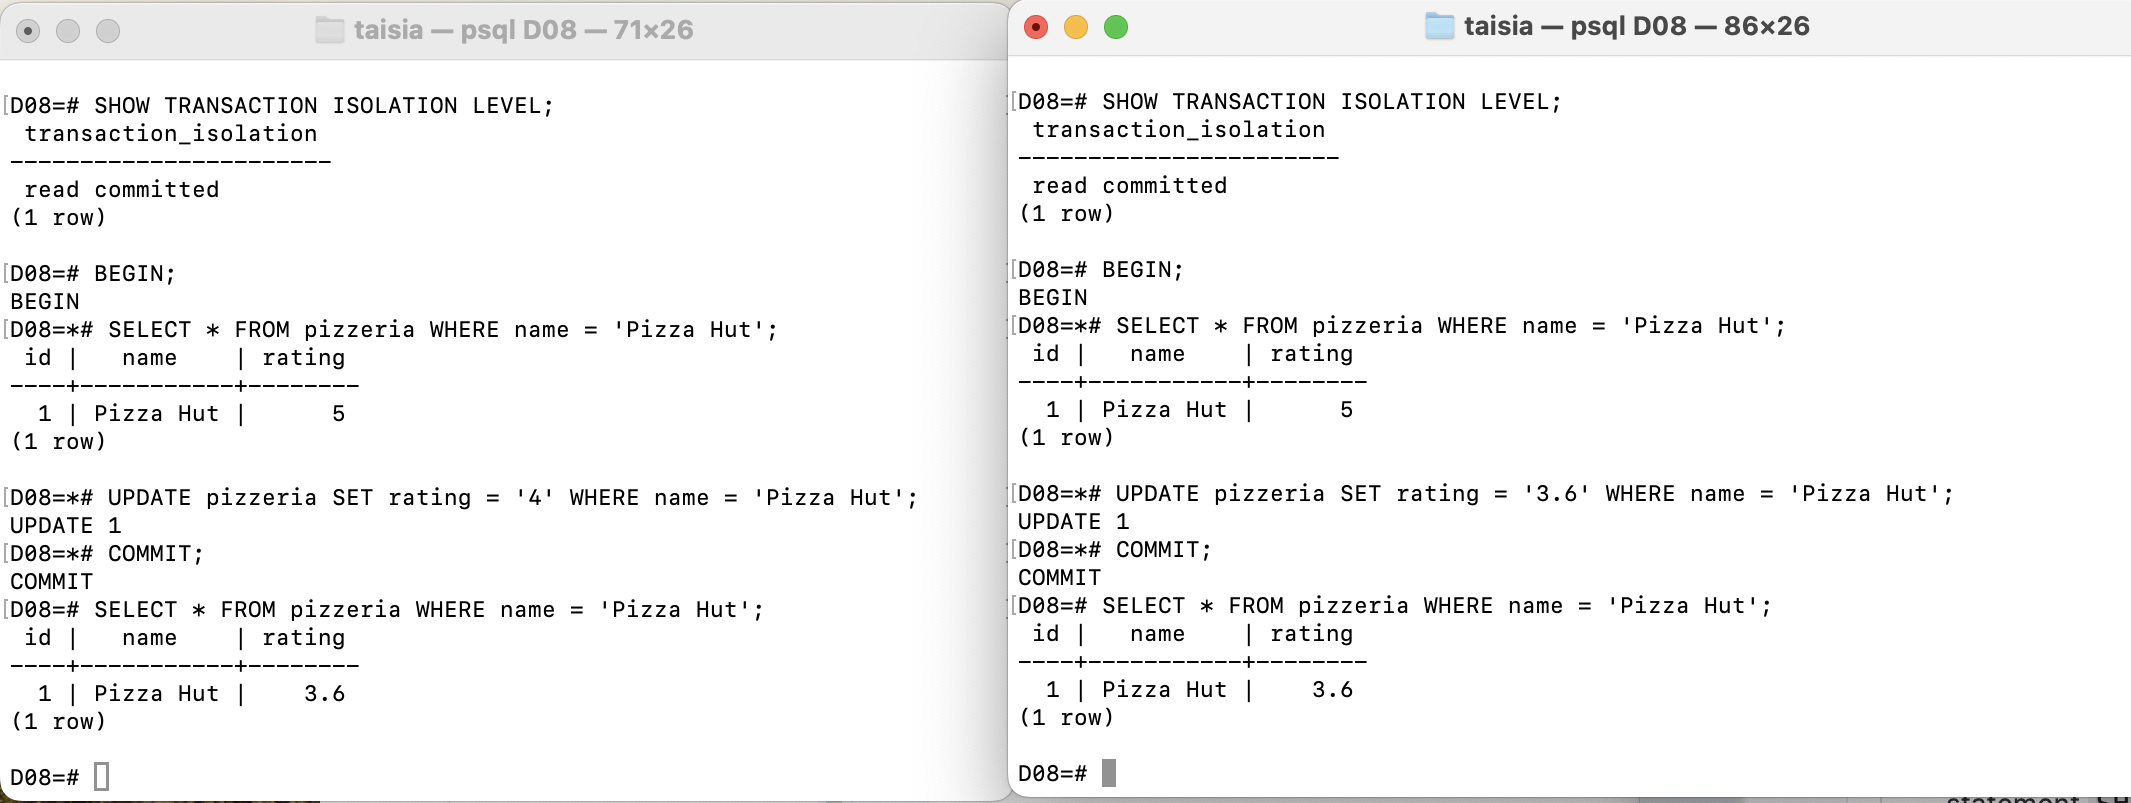 taisia — psql D08 — 71×26
D08=# SHOW TRANSACTION ISOLATION LEVEL;
transaction_isolation
-----------------------
read committed
(1 row)
D08=# BEGIN;
BEGIN
D08=*# SELECT * FROM pizzeria WHERE name = 'Pizza Hut';
id |   name    | rating
----+-----------+--------
1 | Pizza Hut |      5
(1 row)
D08=*# UPDATE pizzeria SET rating = '4' WHERE name = 'Pizza Hut';
UPDATE 1
D08=*# COMMIT;
COMMIT
D08=# SELECT * FROM pizzeria WHERE name = 'Pizza Hut';
id |   name    | rating
----+-----------+--------
1 | Pizza Hut |    3.6
(1 row)
D08=#
taisia — psql D08 — 86×26
D08=# SHOW TRANSACTION ISOLATION LEVEL;
transaction_isolation
-----------------------
read committed
(1 row)
D08=# BEGIN;
BEGIN
D08=*# SELECT * FROM pizzeria WHERE name = 'Pizza Hut';
id |   name    | rating
----+-----------+--------
1 | Pizza Hut |      5
(1 row)
D08=*# UPDATE pizzeria SET rating = '3.6' WHERE name = 'Pizza Hut';
UPDATE 1
D08=*# COMMIT;
COMMIT
D08=# SELECT * FROM pizzeria WHERE name = 'Pizza Hut';
id |   name    | rating
----+-----------+--------
1 | Pizza Hut |    3.6
(1 row)
D08=#